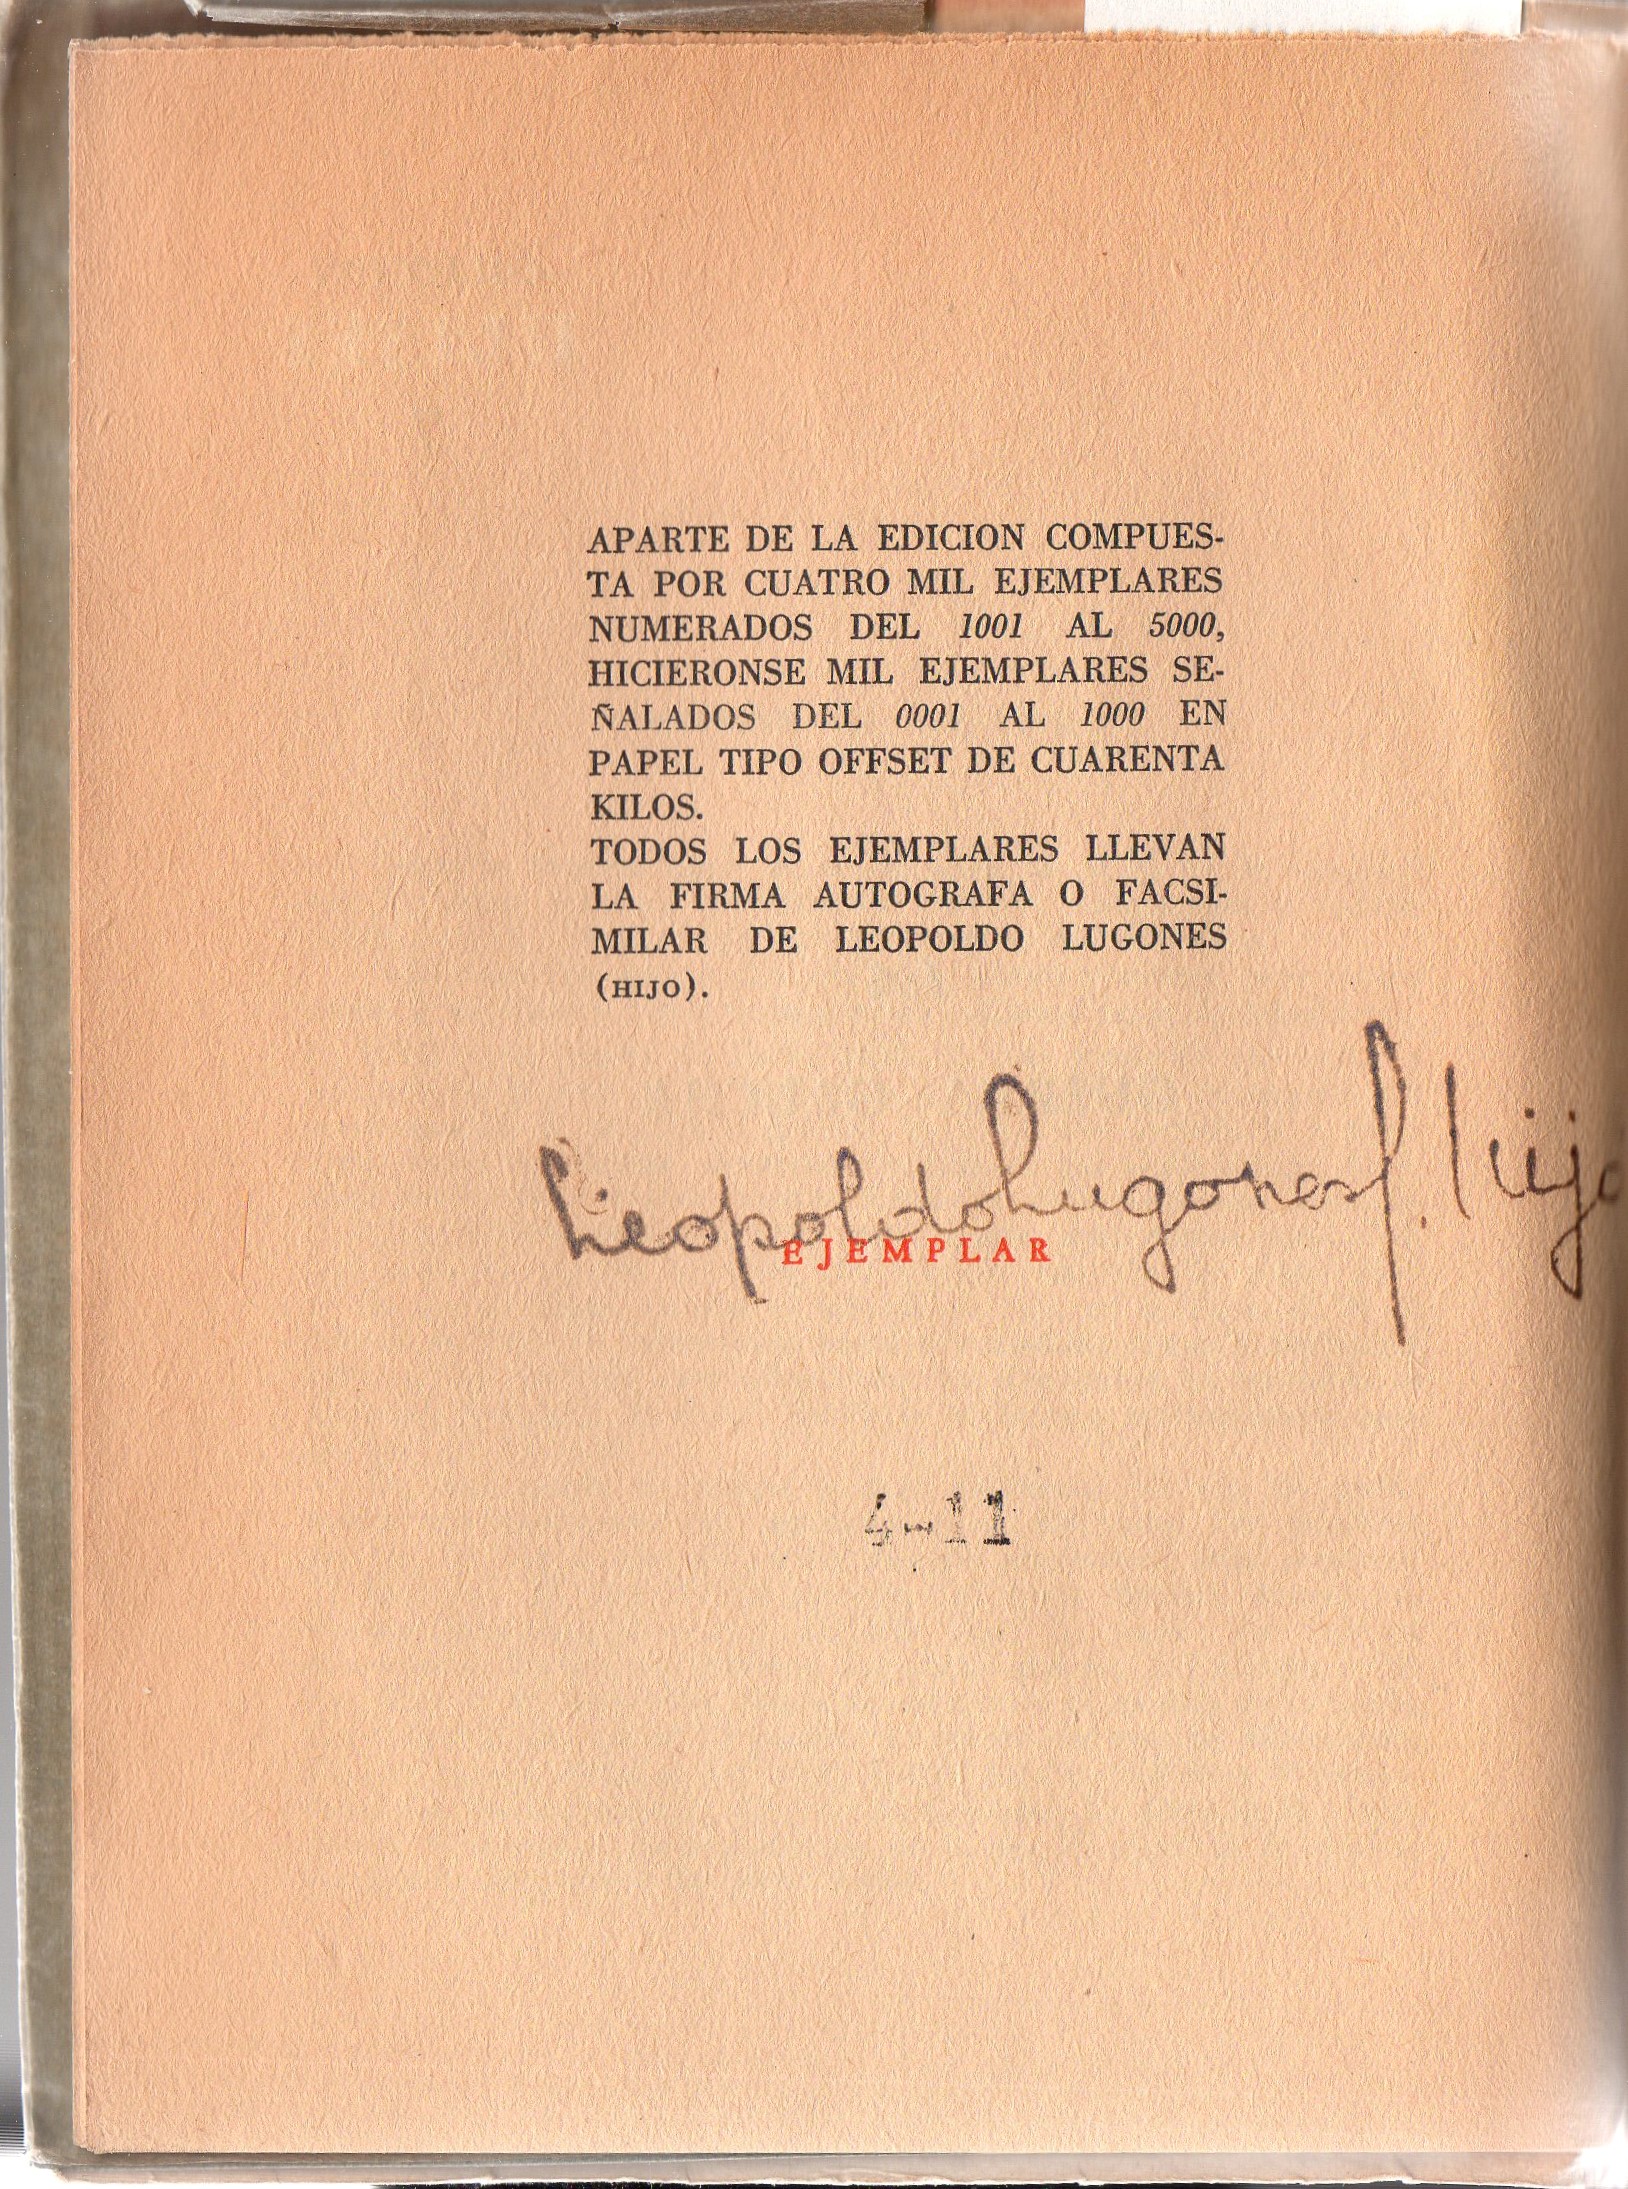 APARTE DE LA EDICION COMPUES-
TA POR CUATRO MIL EJEMPLARES
NUMERADOS DEL 1001 AL 5000,
HICIERONSE MIL EJEMPLARES SE-
ÑALADOS DEL 0001 AL 1000 EN
PAPEL TIPO OFFSET DE CUARENTA
KILOS.
TODOS LOS EJEMPLARES LLEVAN
LA FIRMA AUTOGRAFA O FACSI-
MILAR DE LEOPOLDO LUGONES
(HIJO).
Leopoldo Lugones f. hijo
EJEMPLAR
4-11